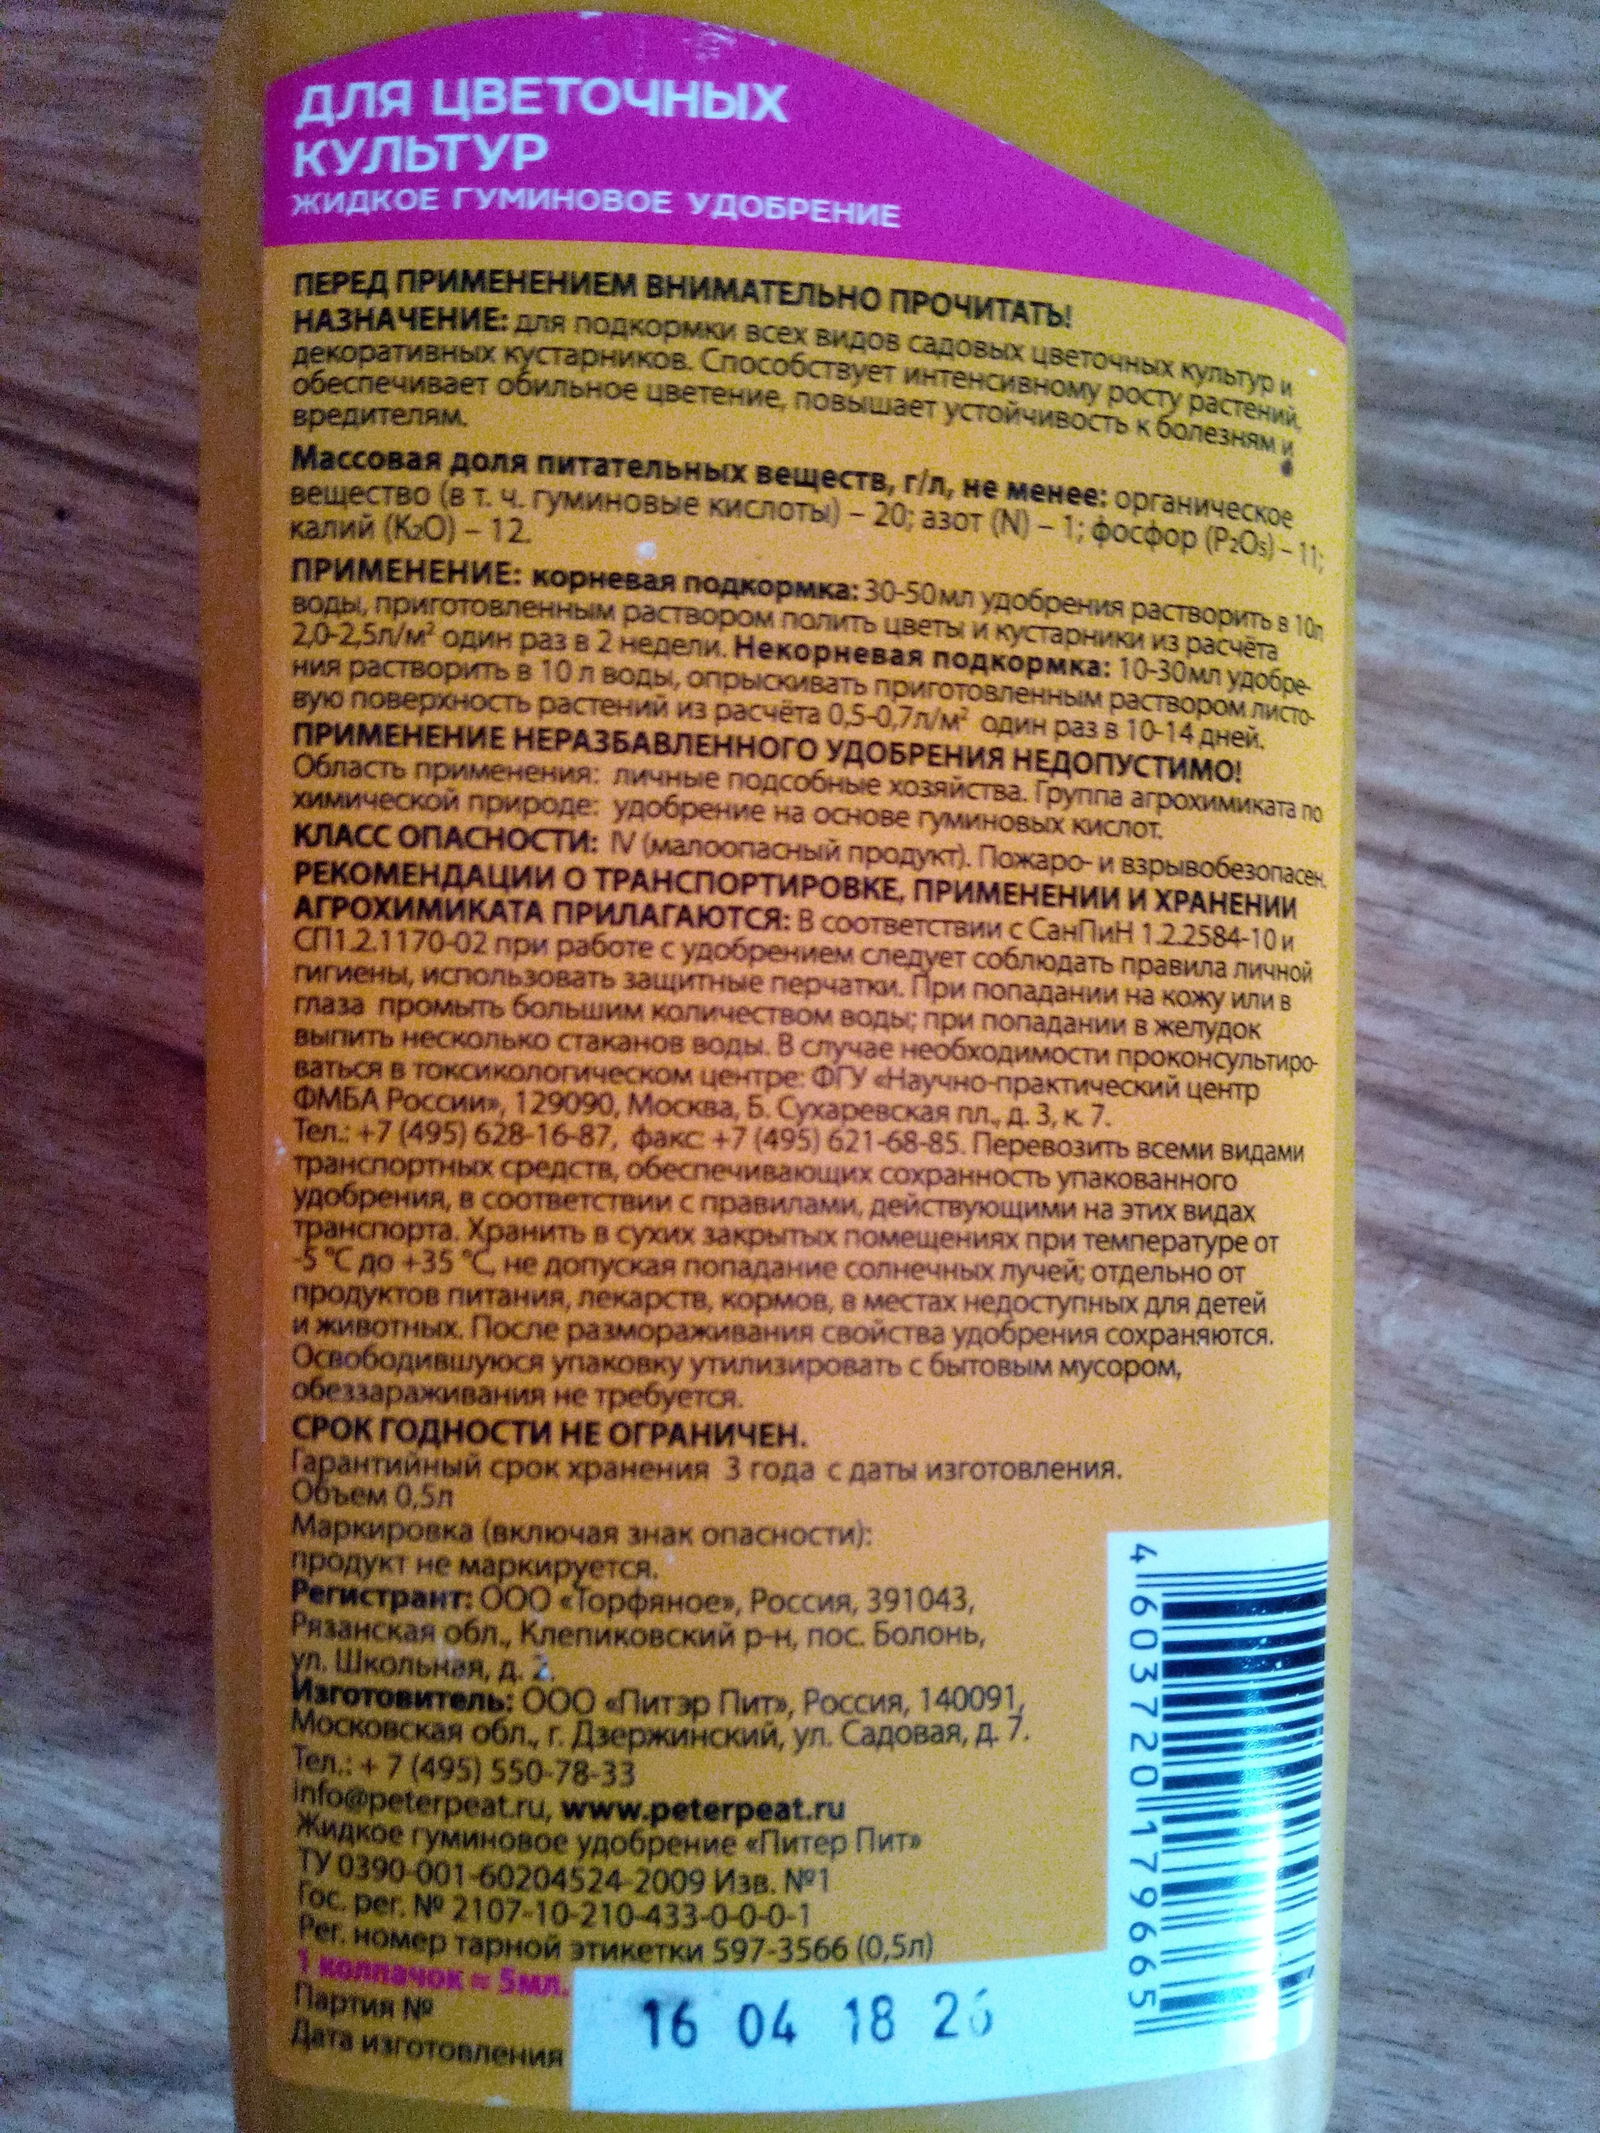 ДЛЯ ЦВЕТОЧНЫХ
КУЛЬТУР
ЖИДКОЕ ГУМИНОВОЕ УДОБРЕНИЕ
ПЕРЕД ПРИМЕНЕНИЕМ ВНИМАТЕЛЬНО ПРОЧИТАТЬ!
НАЗНАЧЕНИЕ: для подкормки всех видов садовых цветочных культур и
декоративных кустарников. Способствует интенсивному росту растений,
обеспечивает обильное цветение, повышает устойчивость к болезням и
вредителям.
Массовая доля питательных веществ, г/л, не менее: органическое
вещество (в т. ч. гуминовые кислоты) – 20; азот (N) – 1; фосфор (P₂O₅) – 11;
калий (K₂O) – 12.
ПРИМЕНЕНИЕ: корневая подкормка: 30-50мл удобрения растворить в 10л
воды, приготовленным раствором полить цветы и кустарники из расчёта
2,0-2,5л/м² один раз в 2 недели. Некорневая подкормка: 10-30мл удобре-
ния растворить в 10 л воды, опрыскивать приготовленным раствором листо-
вую поверхность растений из расчёта 0,5-0,7л/м² один раз в 10-14 дней.
ПРИМЕНЕНИЕ НЕРАЗБАВЛЕННОГО УДОБРЕНИЯ НЕДОПУСТИМО!
Область применения: личные подсобные хозяйства. Группа агрохимиката по
химической природе: удобрение на основе гуминовых кислот.
КЛАСС ОПАСНОСТИ: IV (малоопасный продукт). Пожаро- и взрывобезопасен.
РЕКОМЕНДАЦИИ О ТРАНСПОРТИРОВКЕ, ПРИМЕНЕНИИ И ХРАНЕНИИ
АГРОХИМИКАТА ПРИЛАГАЮТСЯ: В соответствии с СанПиН 1.2.2584-10 и
СП1.2.1170-02 при работе с удобрением следует соблюдать правила личной
гигиены, использовать защитные перчатки. При попадании на кожу или в
глаза промыть большим количеством воды; при попадании в желудок
выпить несколько стаканов воды. В случае необходимости проконсультиро-
ваться в токсикологическом центре: ФГУ «Научно-практический центр
ФМБА России», 129090, Москва, Б. Сухаревская пл., д. 3, к. 7.
Тел.: +7 (495) 628-16-87, факс: +7 (495) 621-68-85. Перевозить всеми видами
транспортных средств, обеспечивающих сохранность упакованного
удобрения, в соответствии с правилами, действующими на этих видах
транспорта. Хранить в сухих закрытых помещениях при температуре от
-5 °C до +35 °C, не допуская попадание солнечных лучей; отдельно от
продуктов питания, лекарств, кормов, в местах недоступных для детей
и животных. После размораживания свойства удобрения сохраняются.
Освободившуюся упаковку утилизировать с бытовым мусором,
обеззараживания не требуется.
СРОК ГОДНОСТИ НЕ ОГРАНИЧЕН.
Гарантийный срок хранения 3 года с даты изготовления.
Объем 0,5л
Маркировка (включая знак опасности):
продукт не маркируется.
Регистрант: ООО «Торфяное», Россия, 391043,
Рязанская обл., Клепиковский р-н, пос. Болонь,
ул. Школьная, д. 2.
Изготовитель: ООО «Питэр Пит», Россия, 140091,
Московская обл., г. Дзержинский, ул. Садовая, д. 7.
Тел.: + 7 (495) 550-78-33
info@peterpeat.ru, www.peterpeat.ru
Жидкое гуминовое удобрение «Питер Пит»
ТУ 0390-001-60204524-2009 Изв. №1
Гос. рег. № 2107-10-210-433-0-0-0-1
Рег. номер тарной этикетки 597-3566 (0,5л)
1 колпачок = 5мл.
Партия №
Дата изготовления
16 04 18 26
4 603720 179665